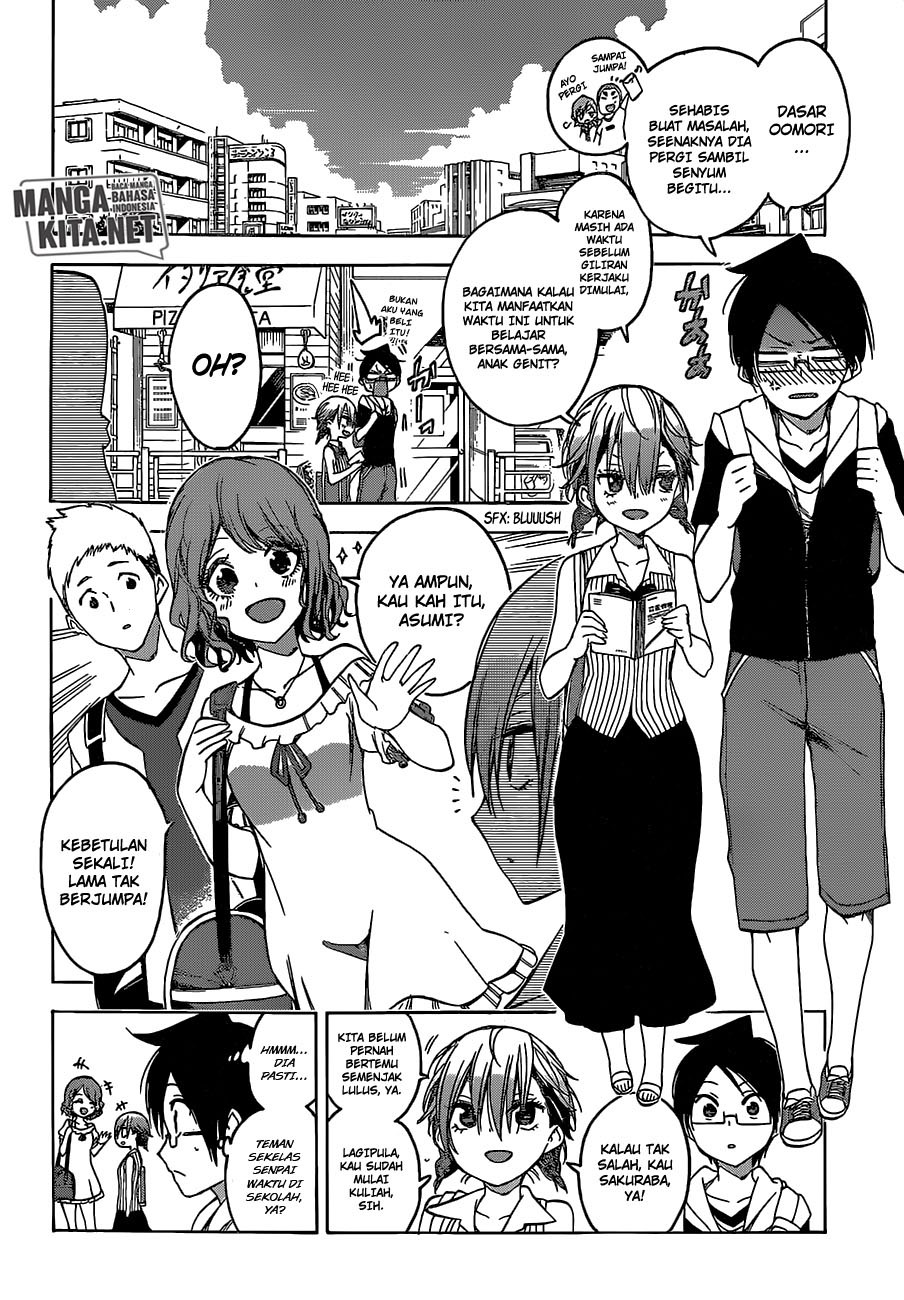 DASAR
OOMORI
...
SEHABIS
BUAT MASALAH,
SEENAKNYA DIA
PERGI SAMBIL
SENYUM
BEGITU...
SAMPAI
JUMPA!
AYO
PERGI
MANGA
BACA MANGA
BAHASA
INDONESIA
KITA.NET
KARENA
MASIH ADA
WAKTU
SEBELUM
GILIRAN
KERJAKU
DIMULAI,
BAGAIMANA KALAU
KITA MANFAATKAN
WAKTU INI UNTUK
BELAJAR
BERSAMA-SAMA,
ANAK GENIT?
かあぁぁ
BUKAN
AKU YANG
BELI
ITU!
HEE
HEE HEE
OH?
SFX: BLUUUSH
YA AMPUN,
KAU KAH ITU,
ASUMI?
KEBETULAN
SEKALI!
LAMA TAK
BERJUMPA!
KALAU TAK
SALAH, KAU
SAKURABA,
YA!
KITA BELUM
PERNAH
BERTEMU
SEMENJAK
LULUS, YA.
LAGIPULA,
KAU SUDAH
MULAI
KULIAH,
SIH.
HMMM...
DIA
PASTI...
TEMAN
SEKELAS
SENPAI
WAKTU DI
SEKOLAH,
YA?